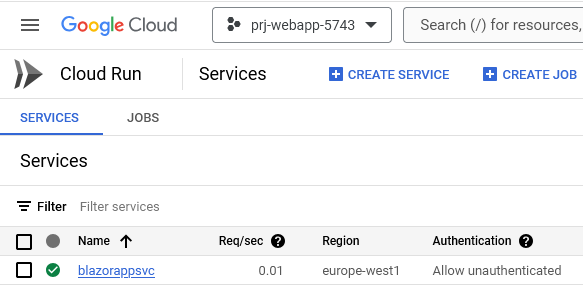 Google Cloud prj-webapp-5743 Search (/) for resources,
Cloud Run Services CREATE SERVICE CREATE JOB
SERVICES JOBS
Services
Filter Filter services
Name Req/sec Region Authentication
blazorappsvc 0.01 europe-west1 Allow unauthenticated